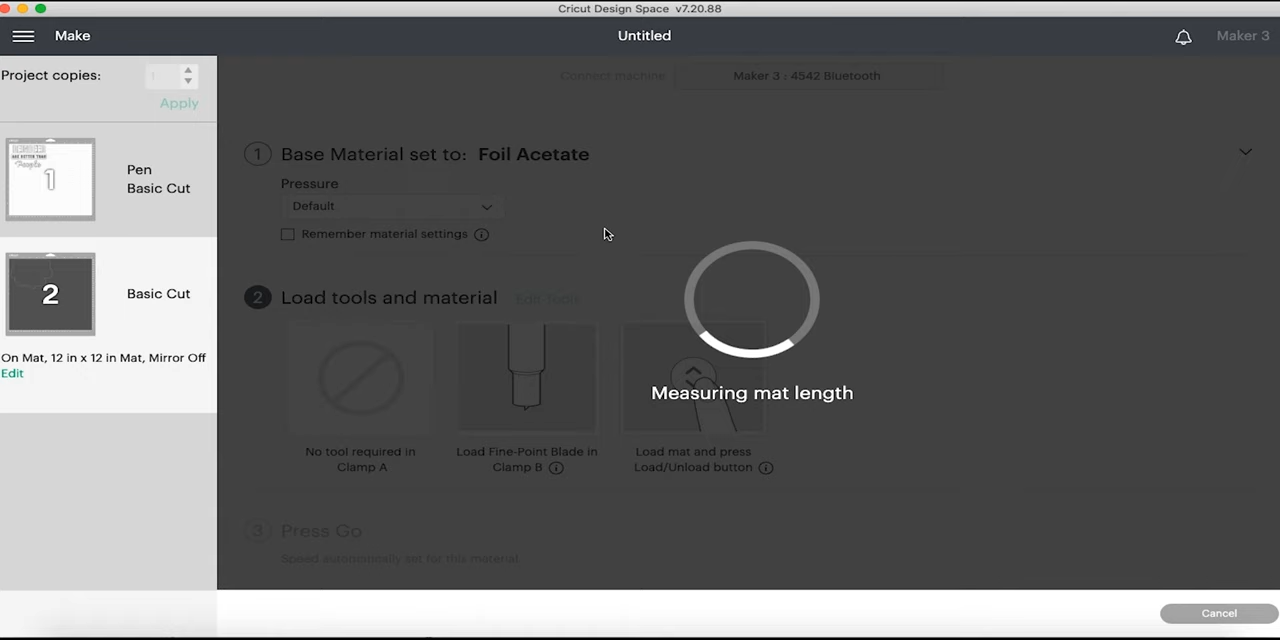 Cricut Design Space v7.20.88
Make
Untitled
Maker 3
Project copies:
1
Apply
Connect machine
Maker 3 : 4542 Bluetooth
1
Pen
Basic Cut
2
Basic Cut
On Mat, 12 in x 12 in Mat, Mirror Off
Edit
1 Base Material set to: Foil Acetate
Pressure
Default
Remember material settings
2 Load tools and material Edit Tools
Measuring mat length
No tool required in
Clamp A
Load Fine-Point Blade in
Clamp B
Load mat and press
Load/Unload button
3 Press Go
Speed automatically set for this material.
Cancel